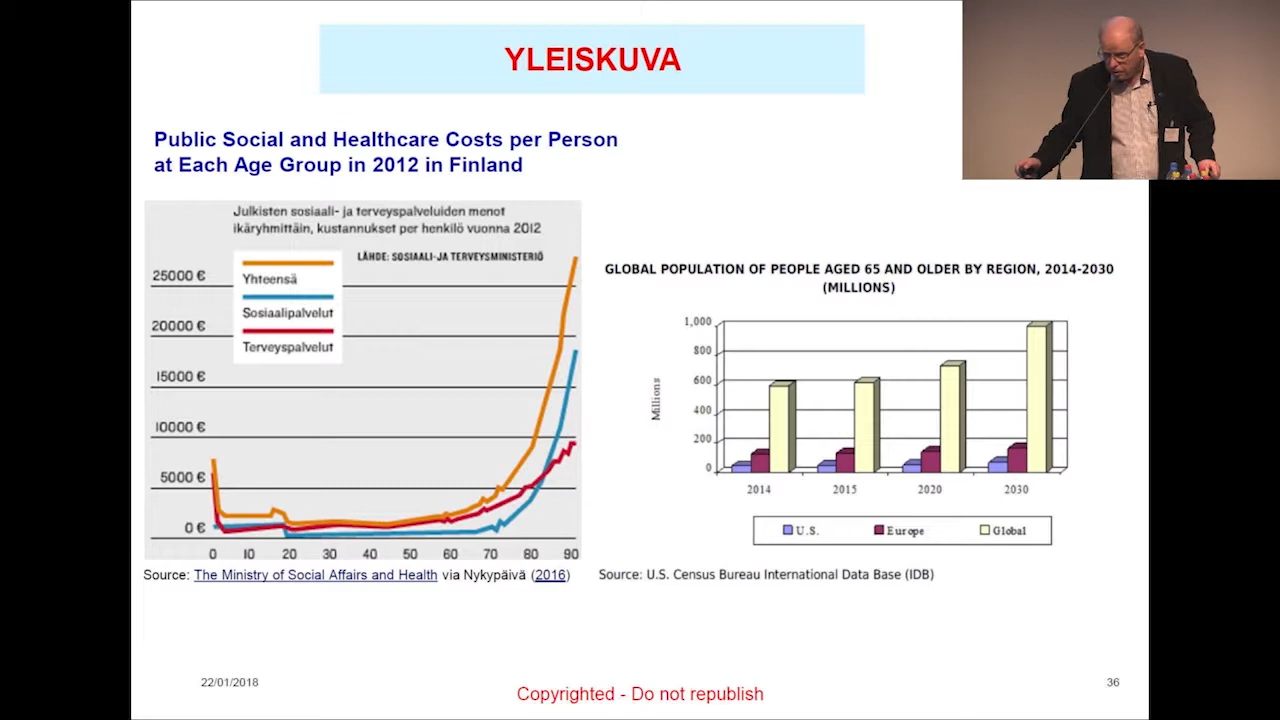 YLEISKUVA
Public Social and Healthcare Costs per Person
at Each Age Group in 2012 in Finland
Julkisten sosiaali- ja terveyspalveluiden menot
ikäryhmittäin, kustannukset per henkilö vuonna 2012
LÄHDE: SOSIAALI-JA TERVEYSMINISTERIÖ
Yhteensä
Sosiaalipalvelut
Terveyspalvelut
25000 €
20000 €
15000 €
10000 €
5000 €
0 €
0 10 20 30 40 50 60 70 80 90
Source: The Ministry of Social Affairs and Health via Nykypäivä (2016)
GLOBAL POPULATION OF PEOPLE AGED 65 AND OLDER BY REGION, 2014-2030
(MILLIONS)
Millions
1,000
800
600
400
200
0
2014 2015 2020 2030
U.S. Europe Global
Source: U.S. Census Bureau International Data Base (IDB)
22/01/2018
Copyrighted - Do not republish
36